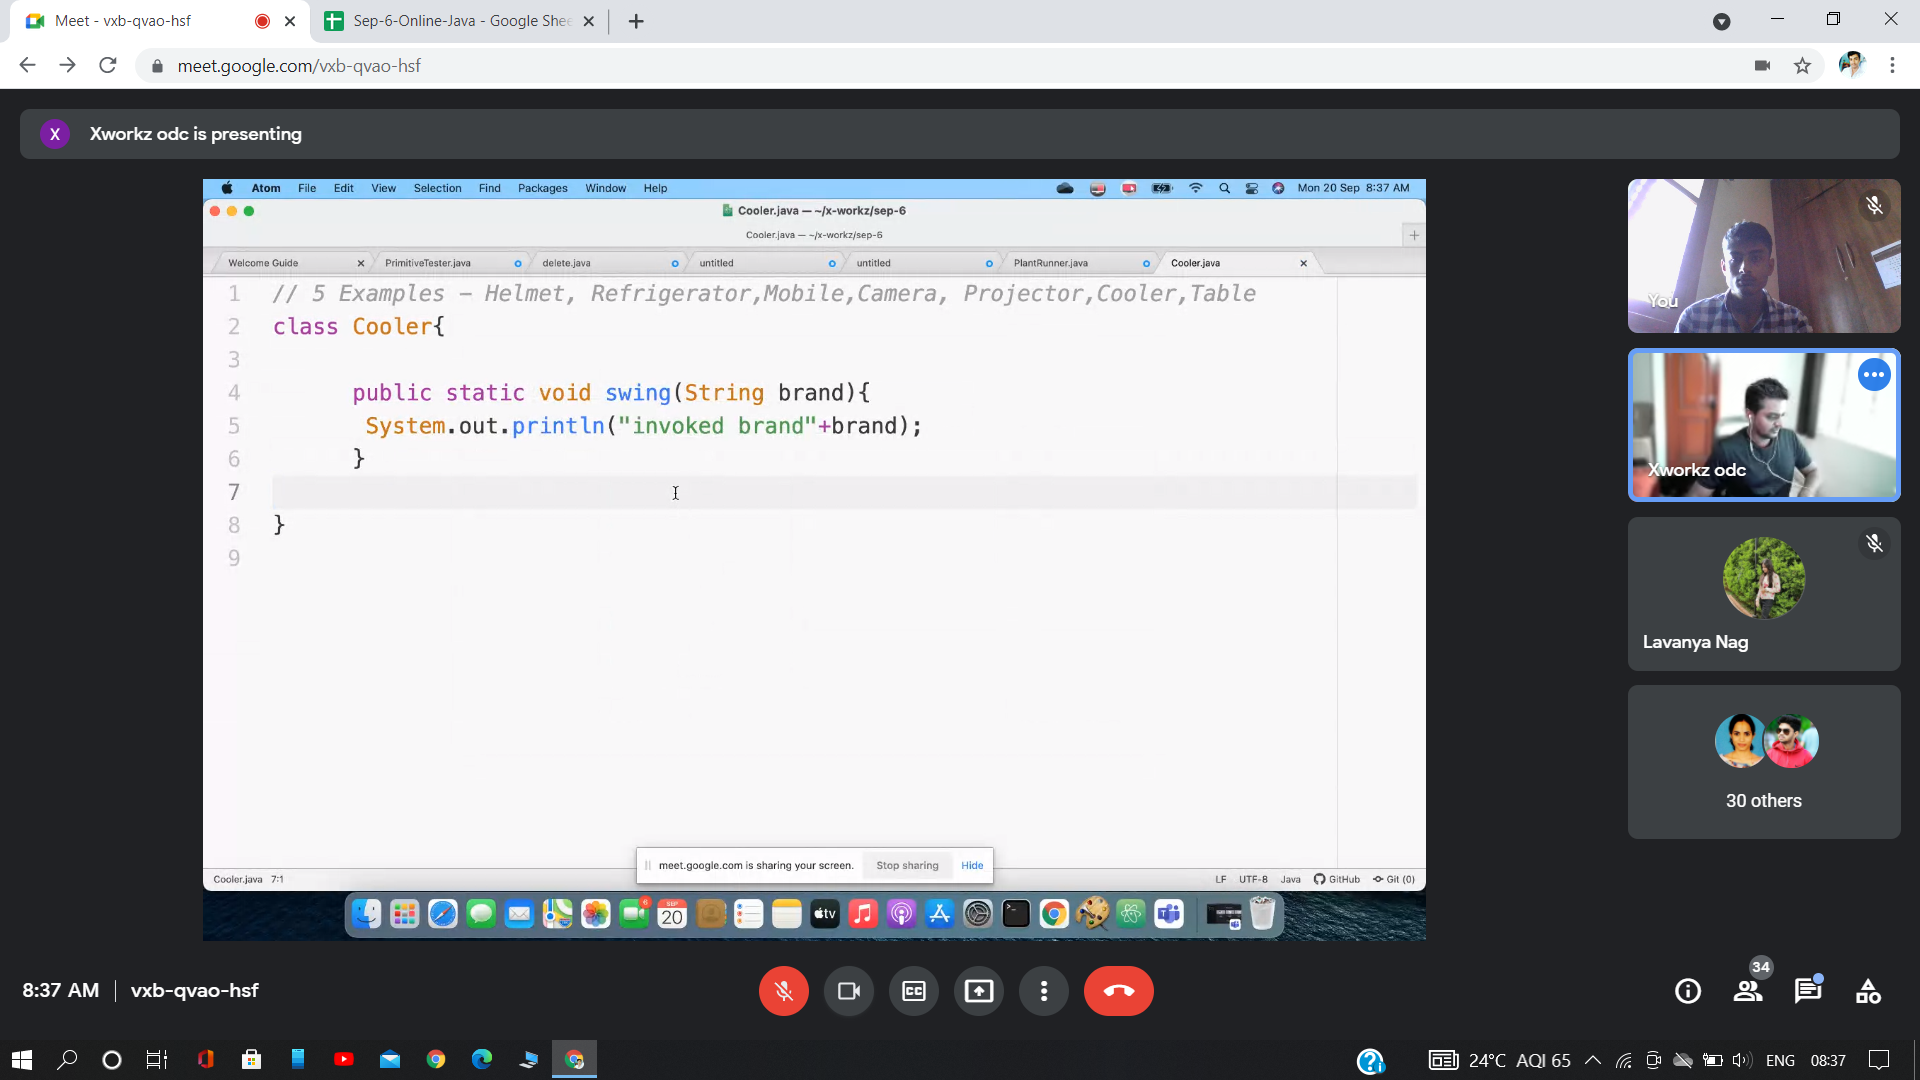 Meet - vxb-qvao-hsf
Sep-6-Online-Java - Google Shee
meet.google.com/vxb-qvao-hsf
X
Xworkz odc is presenting
Atom File Edit View Selection Find Packages Window Help
Mon 20 Sep 8:37 AM
Cooler.java — ~/x-workz/sep-6
Cooler.java — ~/x-workz/sep-6
Welcome Guide
PrimitiveTester.java
delete.java
untitled
untitled
PlantRunner.java
Cooler.java
1 // 5 Examples – Helmet, Refrigerator,Mobile,Camera, Projector,Cooler,Table
2 class Cooler{
3
4 public static void swing(String brand){
5 System.out.println("invoked brand"+brand);
6 }
7
8 }
9
meet.google.com is sharing your screen. Stop sharing Hide
Cooler.java 7:1
LF UTF-8 Java GitHub Git (0)
6
SEP
20
tv
You
Xworkz odc
Lavanya Nag
30 others
8:37 AM | vxb-qvao-hsf
CC
34
24°C AQI 65
ENG 08:37